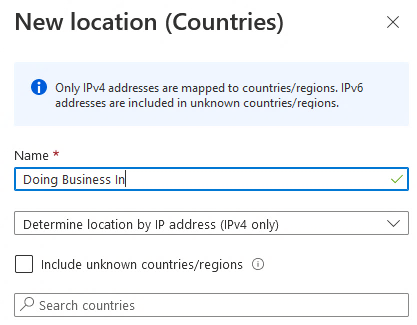 New location (Countries)
Only IPv4 addresses are mapped to countries/regions. IPv6
addresses are included in unknown countries/regions.
Name *
Doing Business In
Determine location by IP address (IPv4 only)
Include unknown countries/regions
Search countries